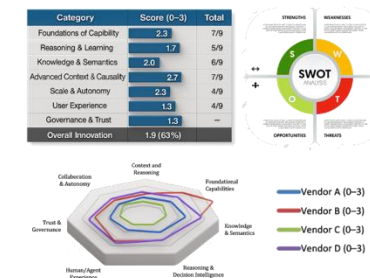 Category Score (0–3) Total
Foundations of Capibility 2.3 7/9
Reasoning & Learning 1.7 5/9
Knowledge & Semantics 2.0 6/9
Advanced Context & Causality 2.7 7/9
Scale & Autonomy 2.3 4/9
User Experience 1.3 4/9
Governance & Trust 1.3 –
Overall Innovation 1.9 (63%)
STRENGTHS WEAKNESSES
S W
SWOT
ANALYSIS
O T
OPPORTUNITIES THREATS
Context and
Reasoning
Collaboration
& Autonomy
Foundational
Capabilities
Trust &
Governance
Knowledge
& Semantics
Human/Agent
Experience
Reasoning &
Decision Intelligence
Vendor A (0–3)
Vendor B (0–3)
Vendor C (0–3)
Vendor D (0–3)